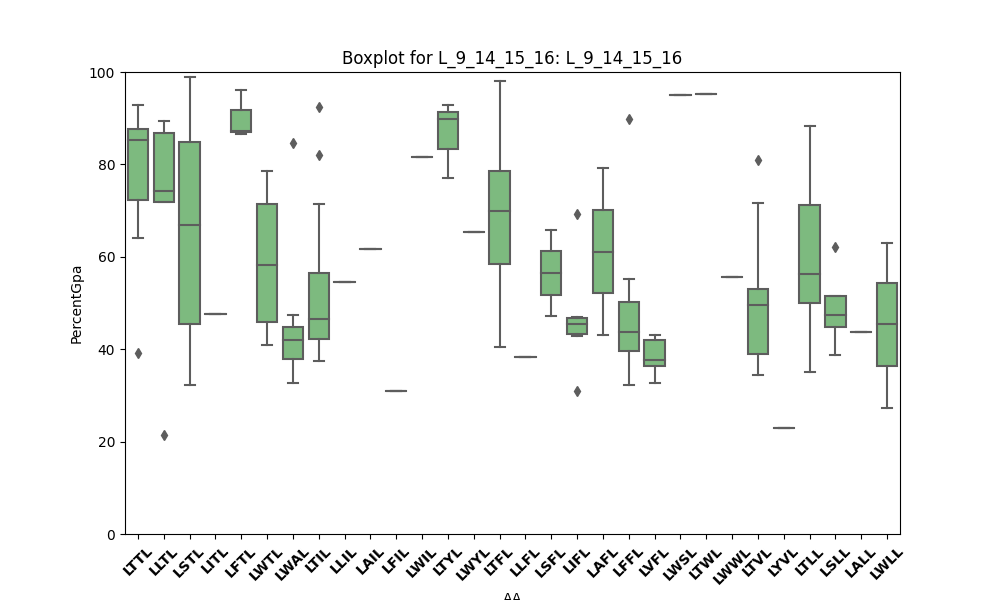 Boxplot for L_9_14_15_16: L_9_14_15_16
100
80
60
40
20
0
PercentGpa
LTTL LLTL LSTL LITL LFTL LWTL LWAL LTIL LLIL LAIL LFIL LWIL LTYL LWYL LTFL LLFL LSFL LIFL LAFL LFFL LVFL LWSL LTWL LWWL LTVL LYVL LTLL LSLL LALL LWLL
AA